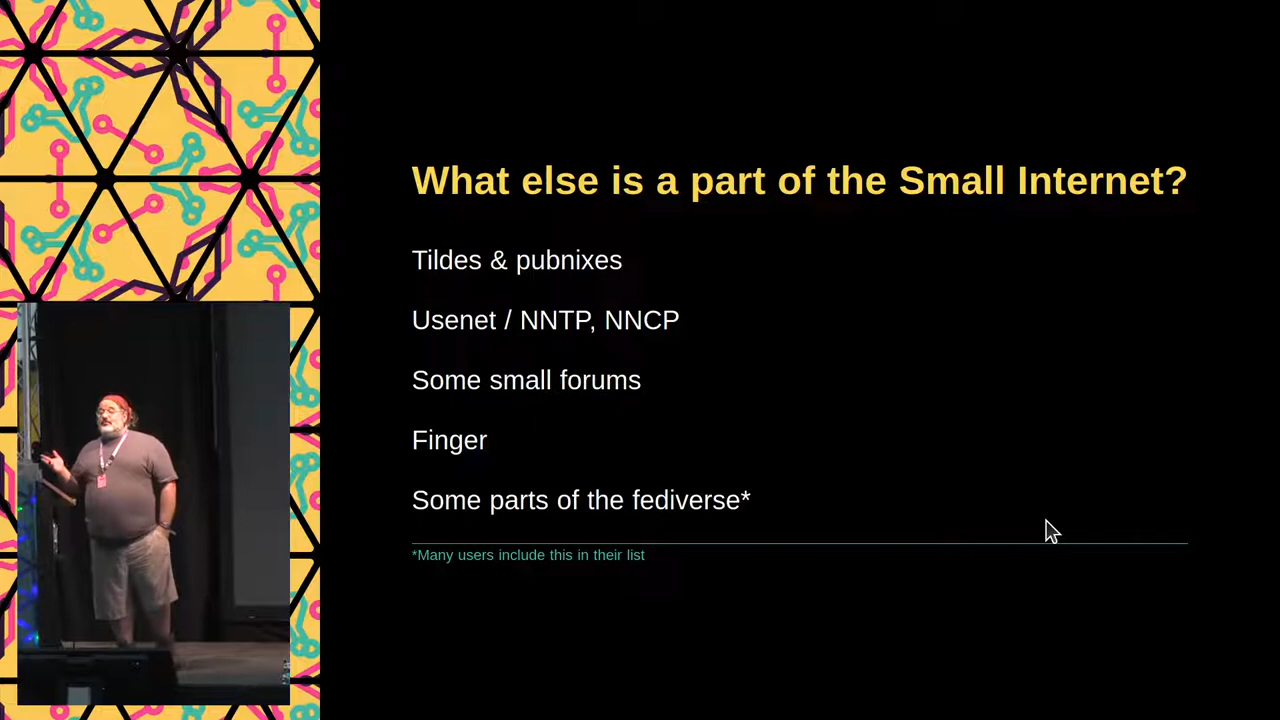 What else is a part of the Small Internet?
Tildes & pubnixes
Usenet / NNTP, NNCP
Some small forums
Finger
Some parts of the fediverse*
*Many users include this in their list